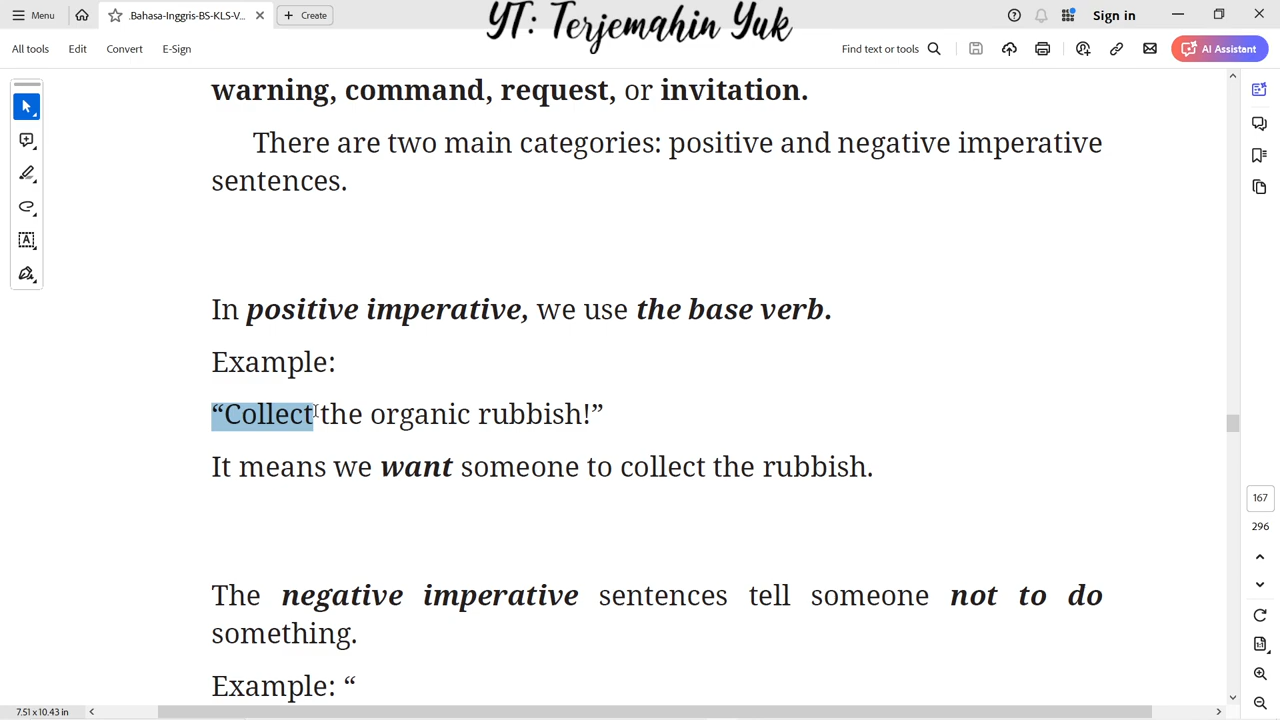 YT: Terjemahin Yuk
Menu
.Bahasa-Inggris-BS-KLS-V...
Create
Sign in
All tools
Edit
Convert
E-Sign
Find text or tools
AI Assistant
warning, command, request, or invitation.
There are two main categories: positive and negative imperative
sentences.
In positive imperative, we use the base verb.
Example:
“Collect the organic rubbish!”
It means we want someone to collect the rubbish.
The negative imperative sentences tell someone not to do
something.
Example: “
167
296
7.51 x 10.43 in